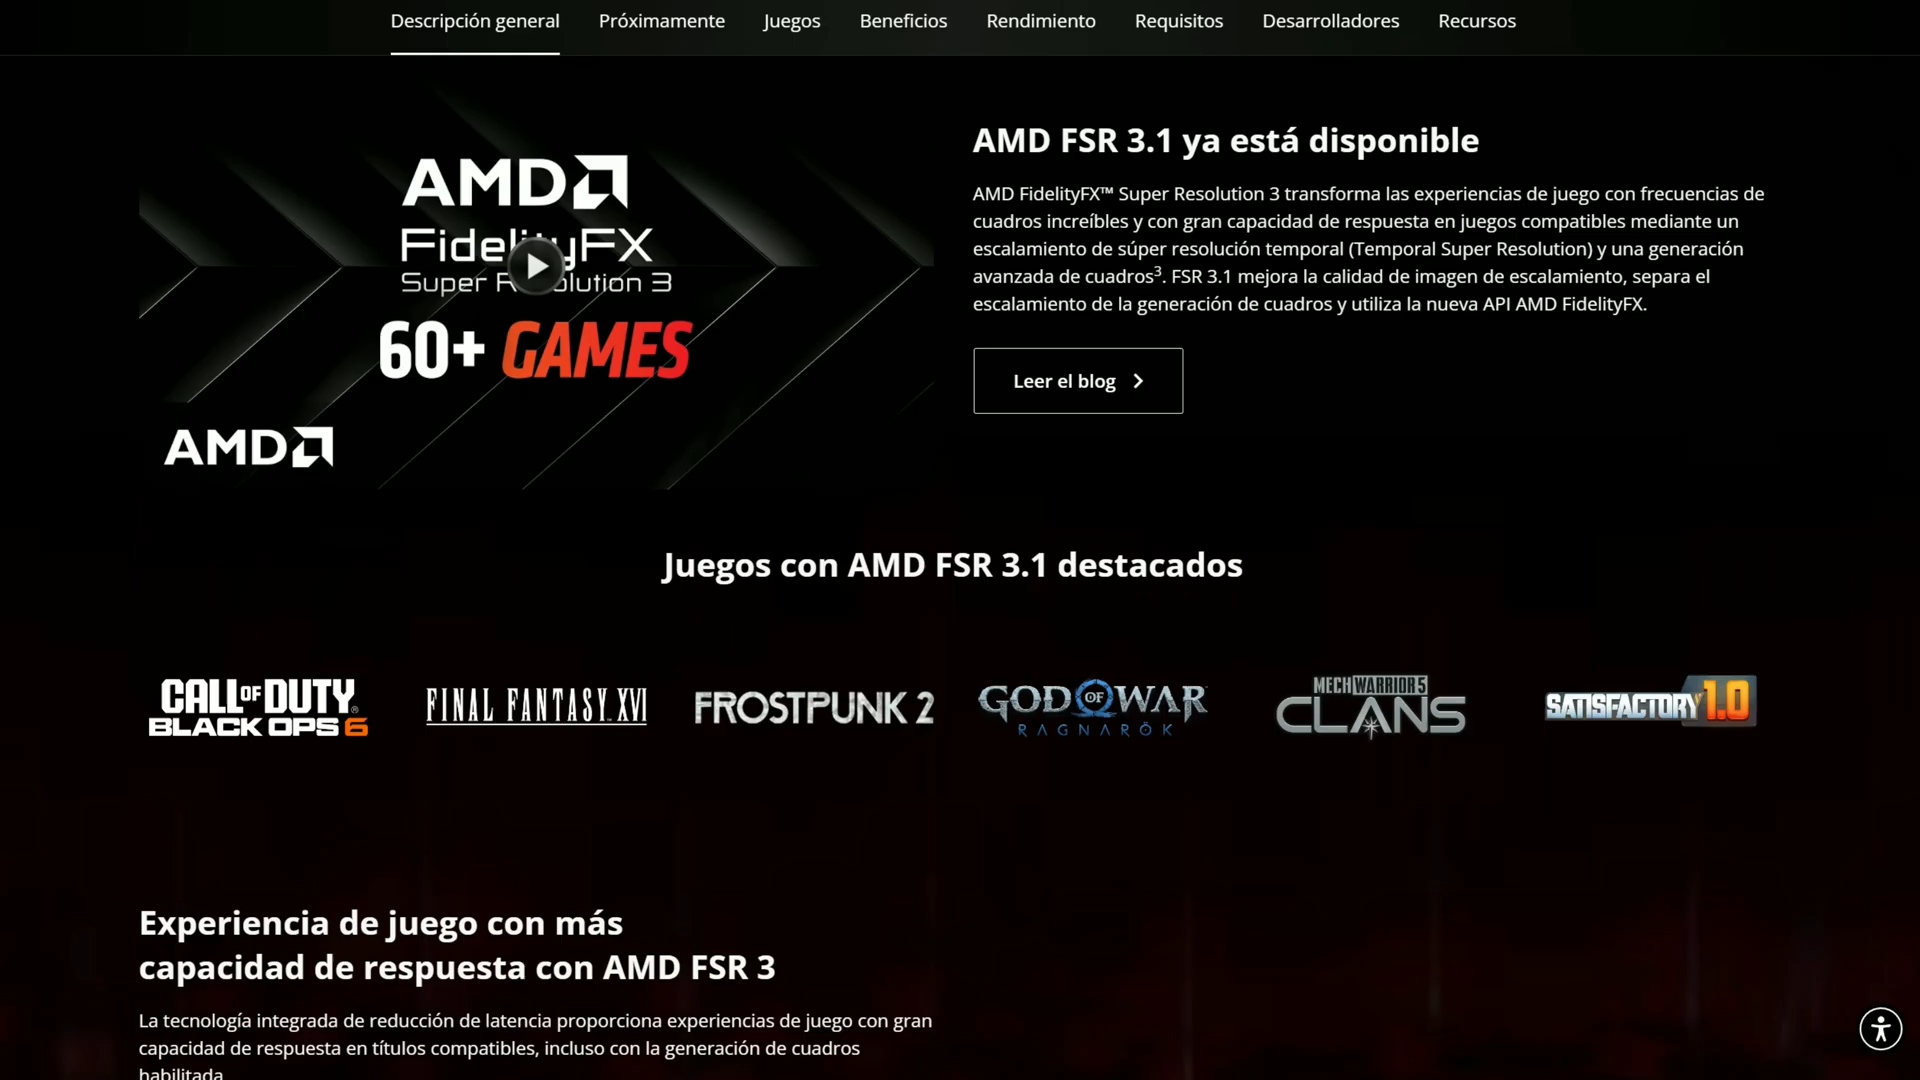 Descripción general Próximamente Juegos Beneficios Rendimiento Requisitos Desarrolladores Recursos
AMD
FidelityFX
Super Resolution 3
60+ GAMES
AMD
AMD FSR 3.1 ya está disponible
AMD FidelityFX™ Super Resolution 3 transforma las experiencias de juego con frecuencias de
cuadros increíbles y con gran capacidad de respuesta en juegos compatibles mediante un
escalamiento de súper resolución temporal (Temporal Super Resolution) y una generación
avanzada de cuadros³. FSR 3.1 mejora la calidad de imagen de escalamiento, separa el
escalamiento de la generación de cuadros y utiliza la nueva API AMD FidelityFX.
Leer el blog
Juegos con AMD FSR 3.1 destacados
CALL OF DUTY®
BLACK OPS 6
FINAL FANTASY XVI
FROSTPUNK 2
GOD OF WAR
RAGNARÖK
MECHWARRIOR 5
CLANS
SATISFACTORY 1.0
Experiencia de juego con más
capacidad de respuesta con AMD FSR 3
La tecnología integrada de reducción de latencia proporciona experiencias de juego con gran
capacidad de respuesta en títulos compatibles, incluso con la generación de cuadros
habilitada.